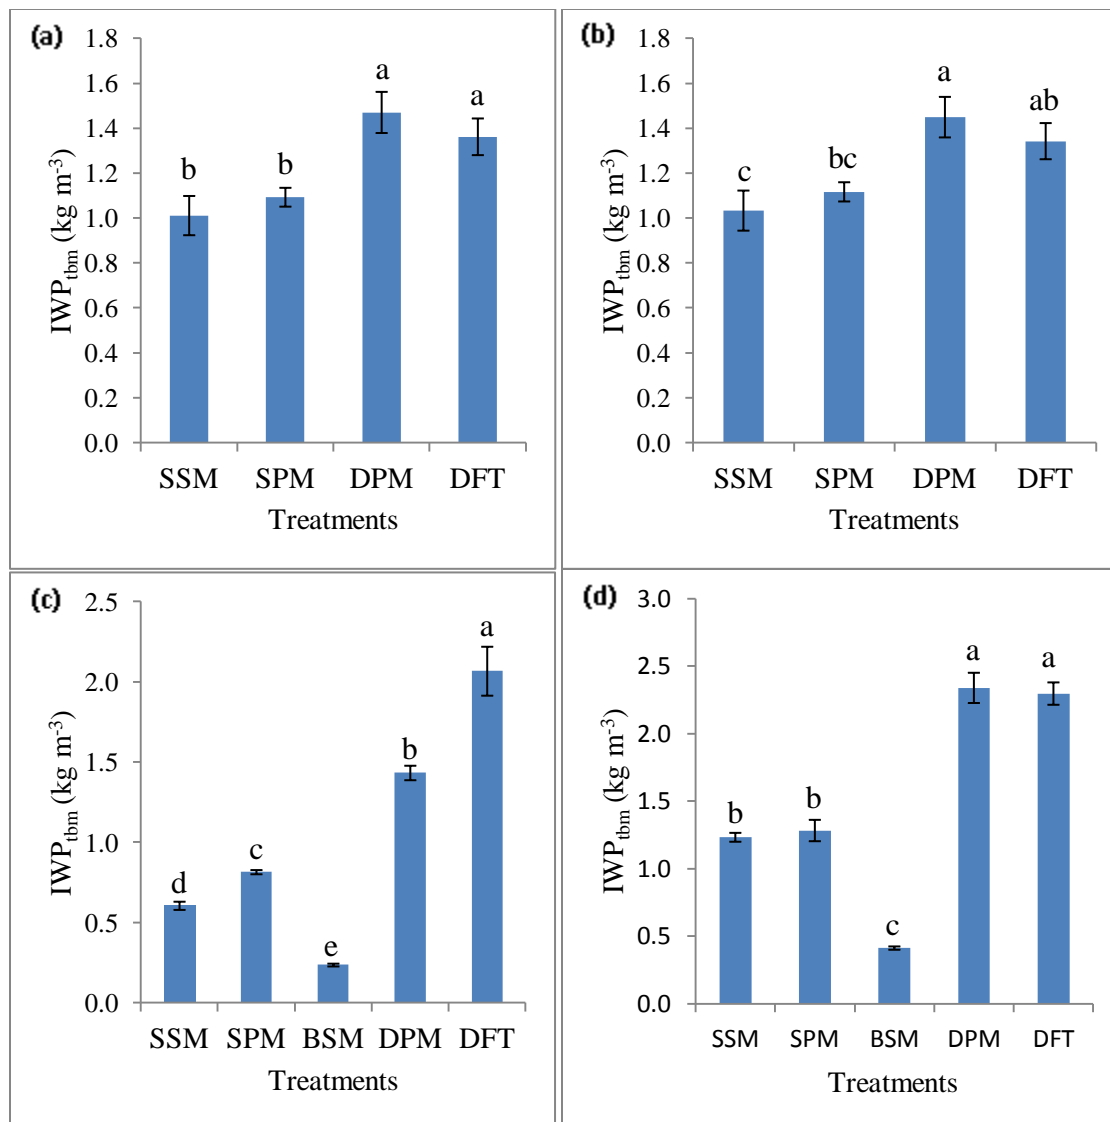 (a)
1.8
1.6
1.4
1.2
1.0
0.8
0.6
0.4
0.2
0.0
IWPtbm (kg m-3)
b
b
a
a
SSM SPM DPM DFT
Treatments
(b)
1.8
1.6
1.4
1.2
1.0
0.8
0.6
0.4
0.2
0.0
IWPtbm (kg m-3)
c
bc
a
ab
SSM SPM DPM DFT
Treatments
(c)
2.5
2.0
1.5
1.0
0.5
0.0
IWPtbm (kg m-3)
d
c
e
b
a
SSM SPM BSM DPM DFT
Treatments
(d)
3.0
2.5
2.0
1.5
1.0
0.5
0.0
IWPtbm (kg m-3)
b
b
c
a
a
SSM SPM BSM DPM DFT
Treatments